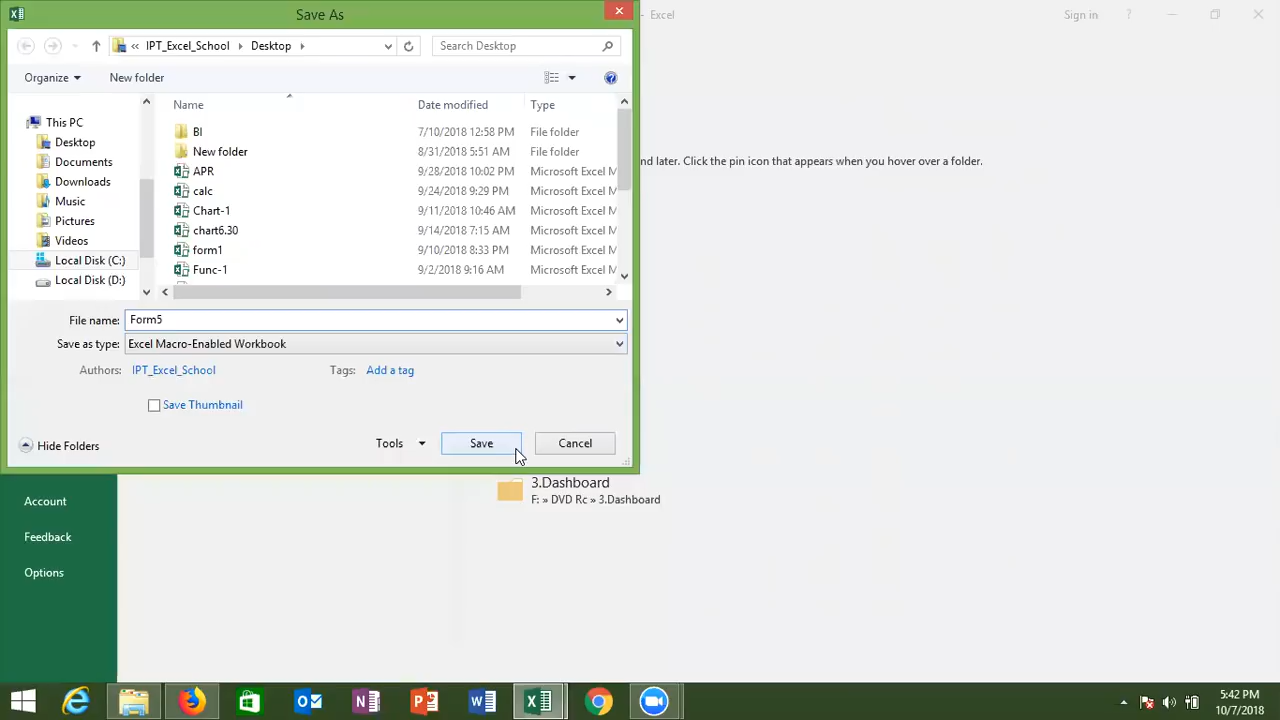 Save As
- Excel
Sign in
?
« IPT_Excel_School
Desktop
Search Desktop
Organize
New folder
Name
Date modified
Type
This PC
Desktop
Documents
Downloads
Music
Pictures
Videos
Local Disk (C:)
Local Disk (D:)
BI 7/10/2018 12:58 PM File folder
New folder 8/31/2018 5:51 AM File folder
APR 9/28/2018 10:02 PM Microsoft Excel M
calc 9/24/2018 9:29 PM Microsoft Excel M
Chart-1 9/11/2018 10:46 AM Microsoft Excel M
chart6.30 9/14/2018 7:15 AM Microsoft Excel M
form1 9/10/2018 8:33 PM Microsoft Excel M
Func-1 9/2/2018 9:16 AM Microsoft Excel M
nd later. Click the pin icon that appears when you hover over a folder.
File name: Form5
Save as type: Excel Macro-Enabled Workbook
Authors: IPT_Excel_School
Tags: Add a tag
Save Thumbnail
Hide Folders
Tools
Save
Cancel
3.Dashboard
F: » DVD Rc » 3.Dashboard
Account
Feedback
Options
5:42 PM
10/7/2018